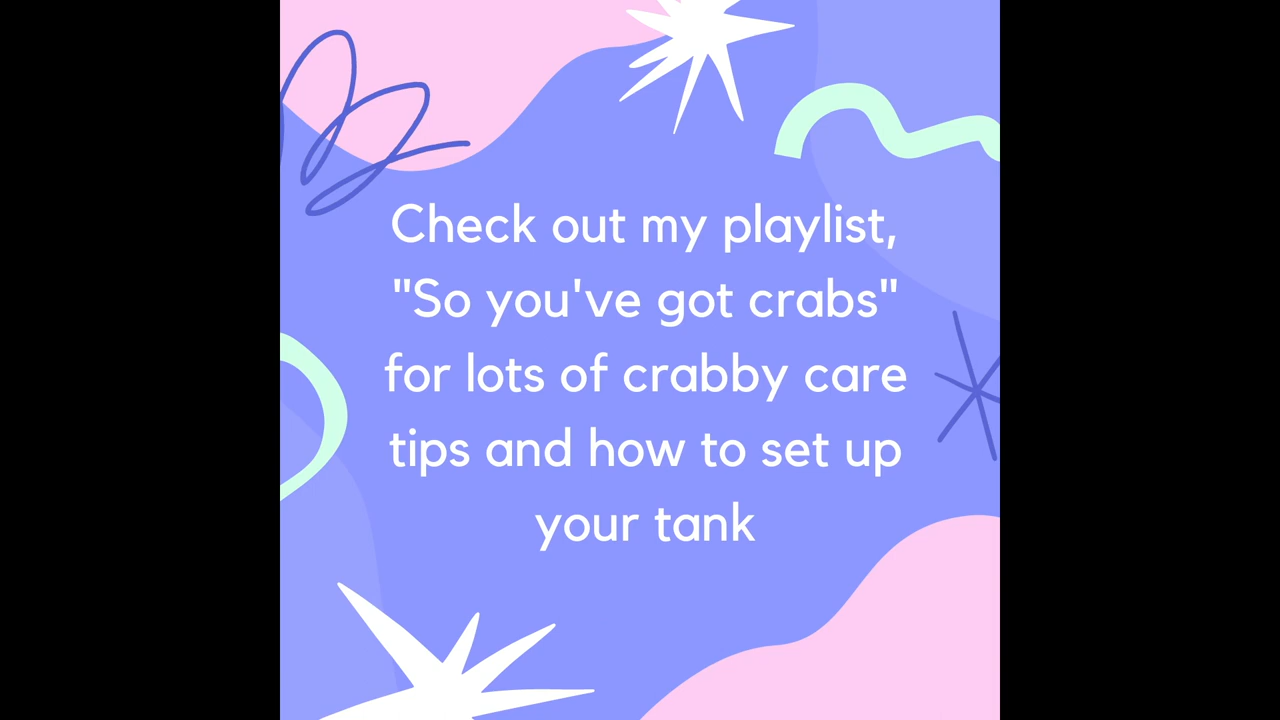 Check out my playlist,
"So you've got crabs"
for lots of crabby care
tips and how to set up
your tank